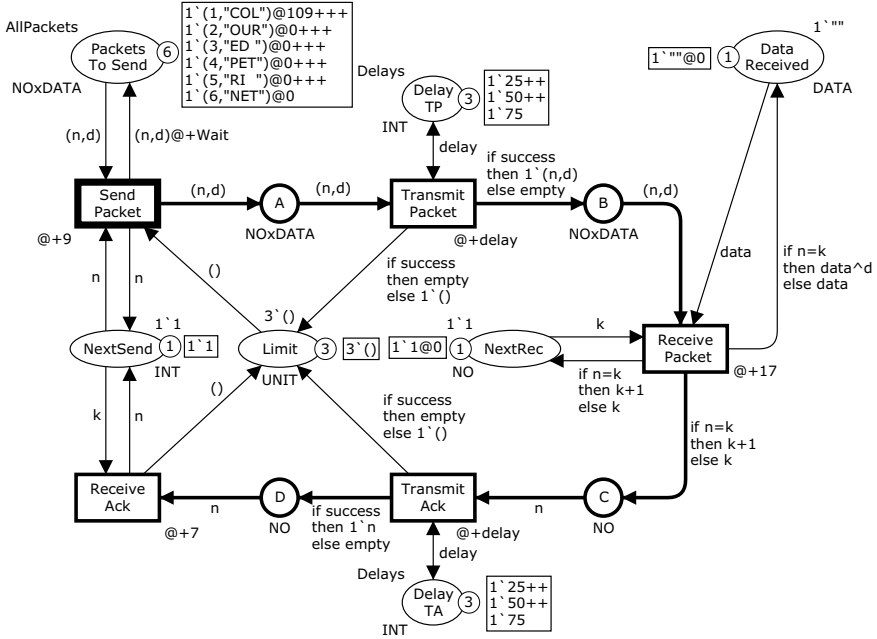 AllPackets
Packets
To Send
6
1`(1,"COL")@109+++
1`(2,"OUR")@0+++
1`(3,"ED ")@0+++
1`(4,"PET")@0+++
1`(5,"RI  ")@0+++
1`(6,"NET")@0
NOxDATA
Delays
Delay
TP
3
1`25++
1`50++
1`75
INT
1`""
1`""@0
1
Data
Received
DATA
(n,d)
(n,d)@+Wait
delay
Send
Packet
@+9
(n,d)
A
NOxDATA
(n,d)
Transmit
Packet
@+delay
if success
then 1`(n,d)
else empty
B
NOxDATA
(n,d)
n
n
()
if success
then empty
else 1`()
data
if n=k
then data^d
else data
1`1
NextSend
1
1`1
INT
3`()
Limit
3
3`()
UNIT
1`1
1`1@0
1
NextRec
NO
k
if n=k
then k+1
else k
Receive
Packet
@+17
k
n
()
if success
then empty
else 1`()
if n=k
then k+1
else k
Receive
Ack
@+7
n
D
NO
if success
then 1`n
else empty
Transmit
Ack
@+delay
n
C
NO
delay
Delays
Delay
TA
3
1`25++
1`50++
1`75
INT